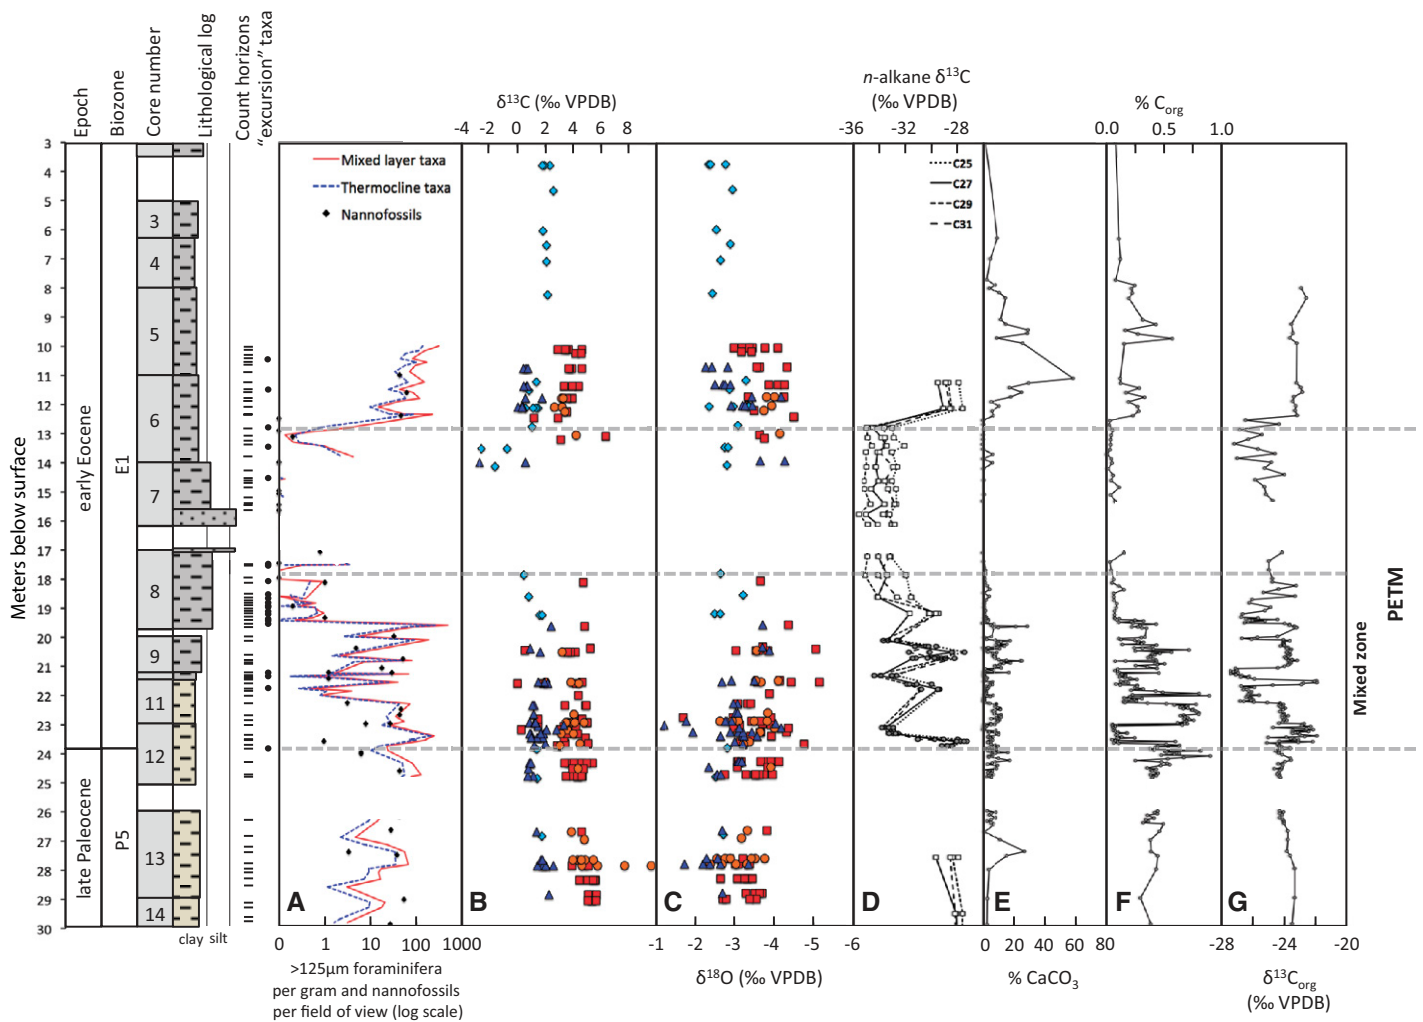 Epoch
Biozone
Core number
Lithological log
Count horizons
"excursion" taxa
δ¹³C (‰ VPDB)
-4 -2 0 2 4 6 8
n-alkane δ¹³C
(‰ VPDB)
-36 -32 -28
% C_org
0.0 0.5 1.0
Meters below surface
3
4
5
6
7
8
9
10
11
12
13
14
15
16
17
18
19
20
21
22
23
24
25
26
27
28
29
30
early Eocene
late Paleocene
E1
P5
3
4
5
6
7
8
9
11
12
13
14
clay silt
Mixed layer taxa
Thermocline taxa
Nannofossils
C25
C27
C29
C31
A
B
C
D
E
F
G
PETM
Mixed zone
0 1 10 100 1000
>125μm foraminifera
per gram and nannofossils
per field of view (log scale)
-1 -2 -3 -4 -5 -6
δ¹⁸O (‰ VPDB)
0 20 40 60 80
% CaCO₃
-28 -24 -20
δ¹³C_org
(‰ VPDB)